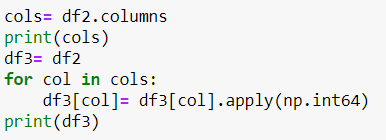 cols= df2.columns
print(cols)
df3= df2
for col in cols:
    df3[col]= df3[col].apply(np.int64)
print(df3)